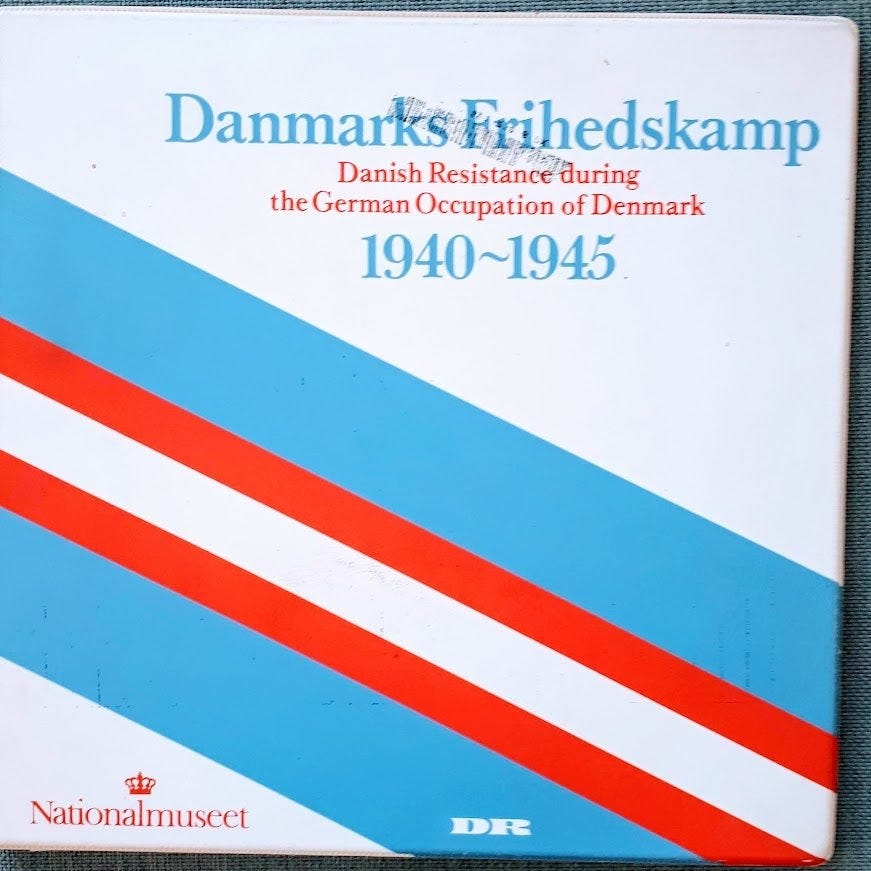 Danmarks Frihedskamp
Danish Resistance during
the German Occupation of Denmark
1940~1945
Nationalmuseet
DR